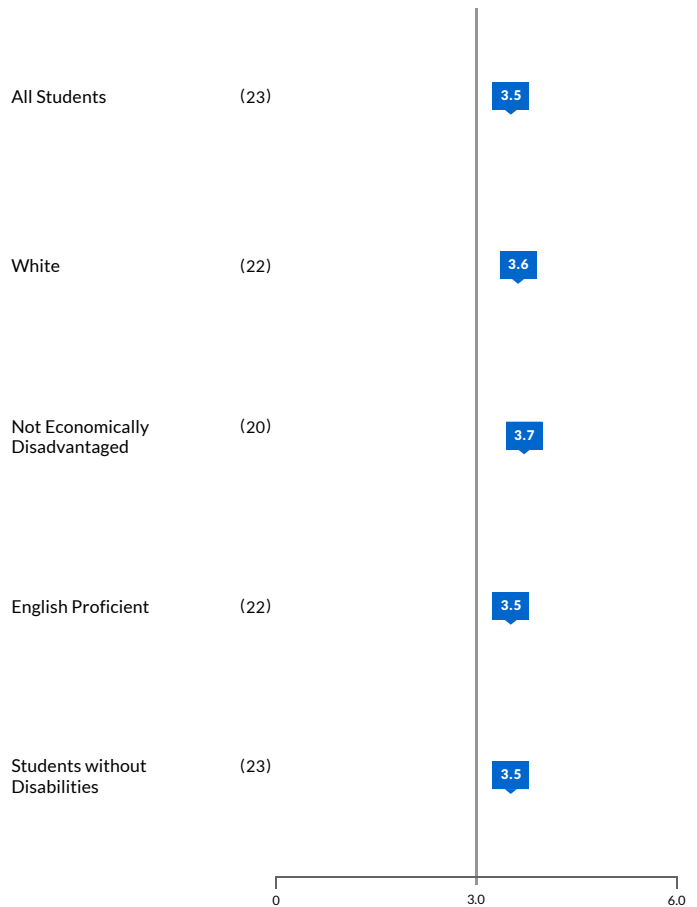 All Students (23) 3.5
White (22) 3.6
Not Economically (20) 3.7
Disadvantaged
English Proficient (22) 3.5
Students without (23) 3.5
Disabilities
0 3.0 6.0